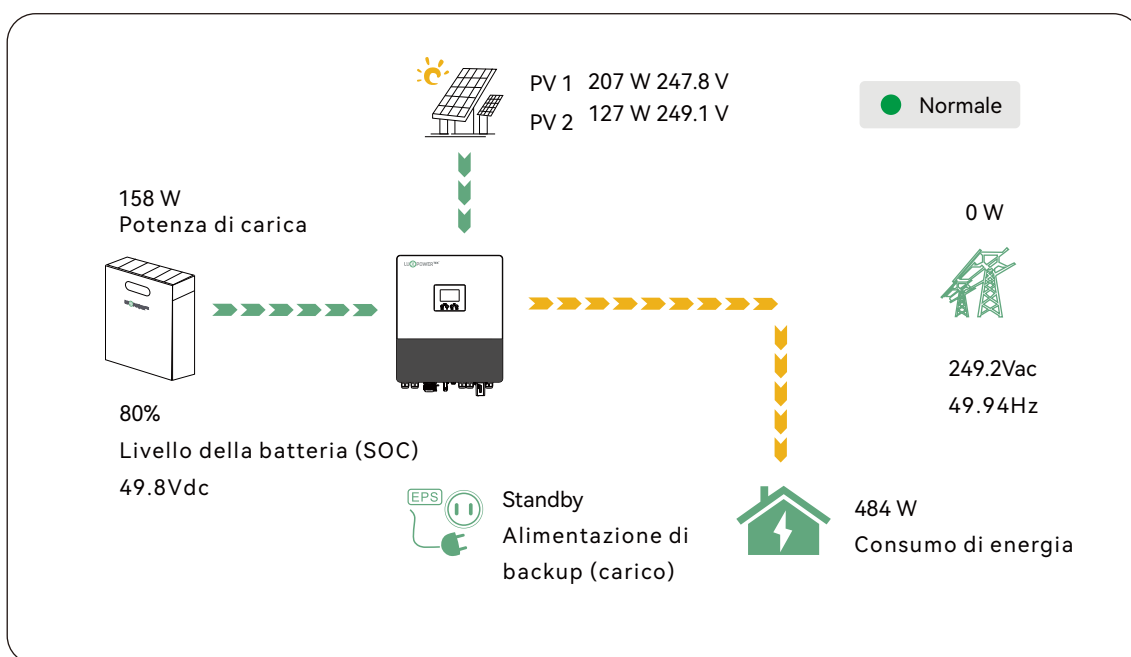 PV 1 207 W 247.8 V
PV 2 127 W 249.1 V
Normale
158 W
Potenza di carica
0 W
LUXPOWER
249.2Vac
49.94Hz
80%
Livello della batteria (SOC)
49.8Vdc
EPS
Standby
Alimentazione di
backup (carico)
484 W
Consumo di energia